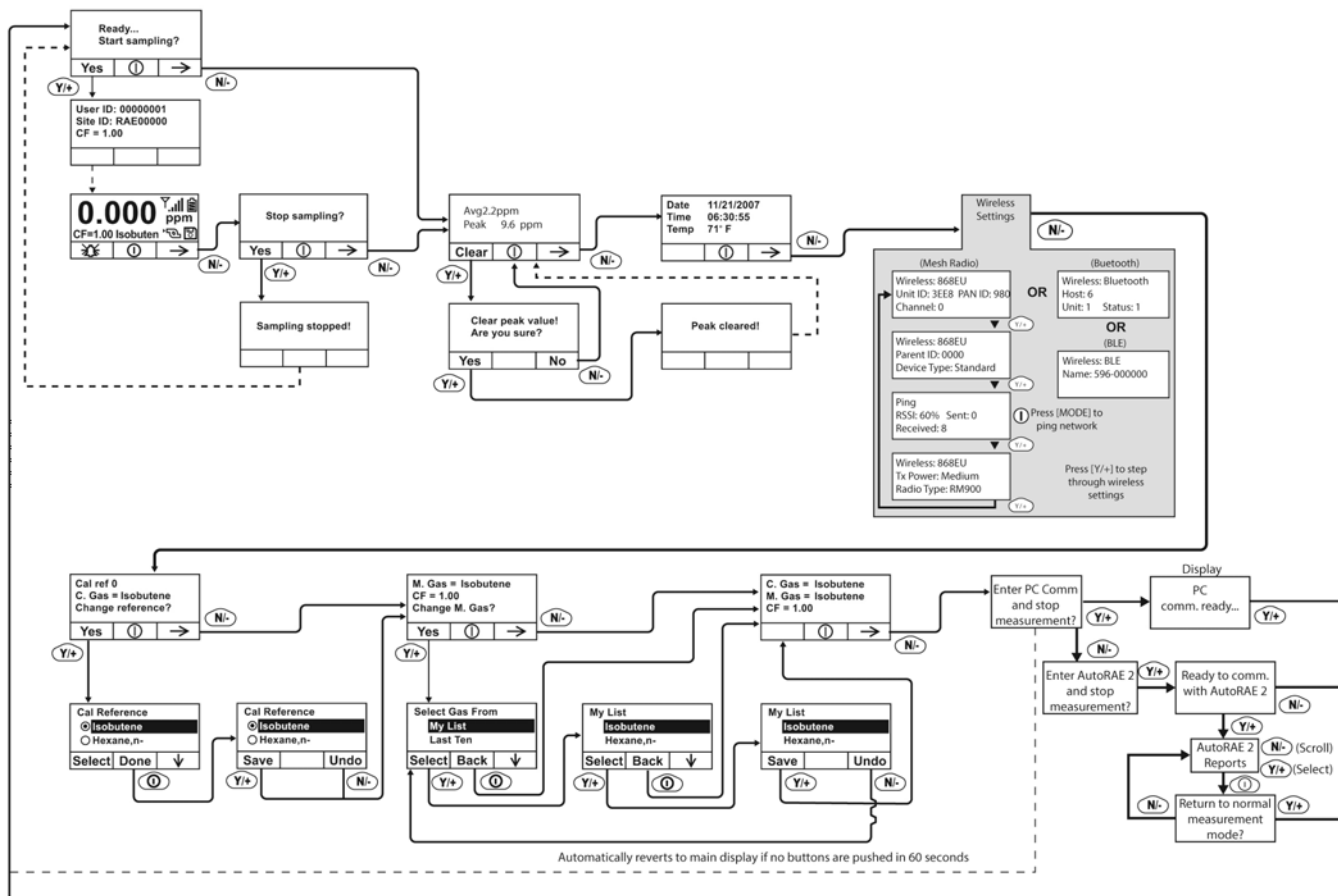 Ready...
Start sampling?
Yes
→
N/-
Y/+
User ID: 00000001
Site ID: RAE00000
CF = 1.00
0.000 ppm
CF=1.00 Isobuten
→
N/-
Stop sampling?
Yes
→
Y/+
N/-
Sampling stopped!
Avg2.2ppm
Peak 9.6 ppm
Clear
→
Y/+
N/-
Clear peak value!
Are you sure?
Yes No
Y/+
N/-
Peak cleared!
Date 11/21/2007
Time 06:30:55
Temp 71° F
→
N/-
Wireless
Settings
N/-
(Mesh Radio)
Wireless: 868EU
Unit ID: 3EE8 PAN ID: 980
Channel: 0
Y/+
Wireless: 868EU
Parent ID: 0000
Device Type: Standard
Y/+
Ping
RSSI: 60% Sent: 0
Received: 8
Y/+
Wireless: 868EU
Tx Power: Medium
Radio Type: RM900
Y/+
OR
(Buetooth)
Wireless: Bluetooth
Host: 6
Unit: 1 Status: 1
OR
(BLE)
Wireless: BLE
Name: 596-000000
Press [MODE] to
ping network
Press [Y/+] to step
through wireless
settings
Cal ref 0
C. Gas = Isobutene
Change reference?
Yes
→
Y/+
N/-
Cal Reference
Isobutene
Hexane,n-
Select Done ↓
Cal Reference
Isobutene
Hexane,n-
Save Undo
Y/+
N/-
M. Gas = Isobutene
CF = 1.00
Change M. Gas?
Yes
→
Y/+
N/-
Select Gas From
My List
Last Ten
Select Back ↓
Y/+
My List
Isobutene
Hexane,n-
Select Back ↓
Y/+
My List
Isobutene
Hexane,n-
Save Undo
Y/+
N/-
C. Gas = Isobutene
M. Gas = Isobutene
CF = 1.00
→
N/-
Enter PC Comm
and stop
measurement?
Y/+
N/-
Display
PC
comm. ready...
Y/+
Enter AutoRAE 2
and stop
measurement?
Y/+
Ready to comm.
with AutoRAE 2
N/-
Y/+
AutoRAE 2
Reports
N/- (Scroll)
Y/+ (Select)
Return to normal
measurement
mode?
N/-
Y/+
Automatically reverts to main display if no buttons are pushed in 60 seconds